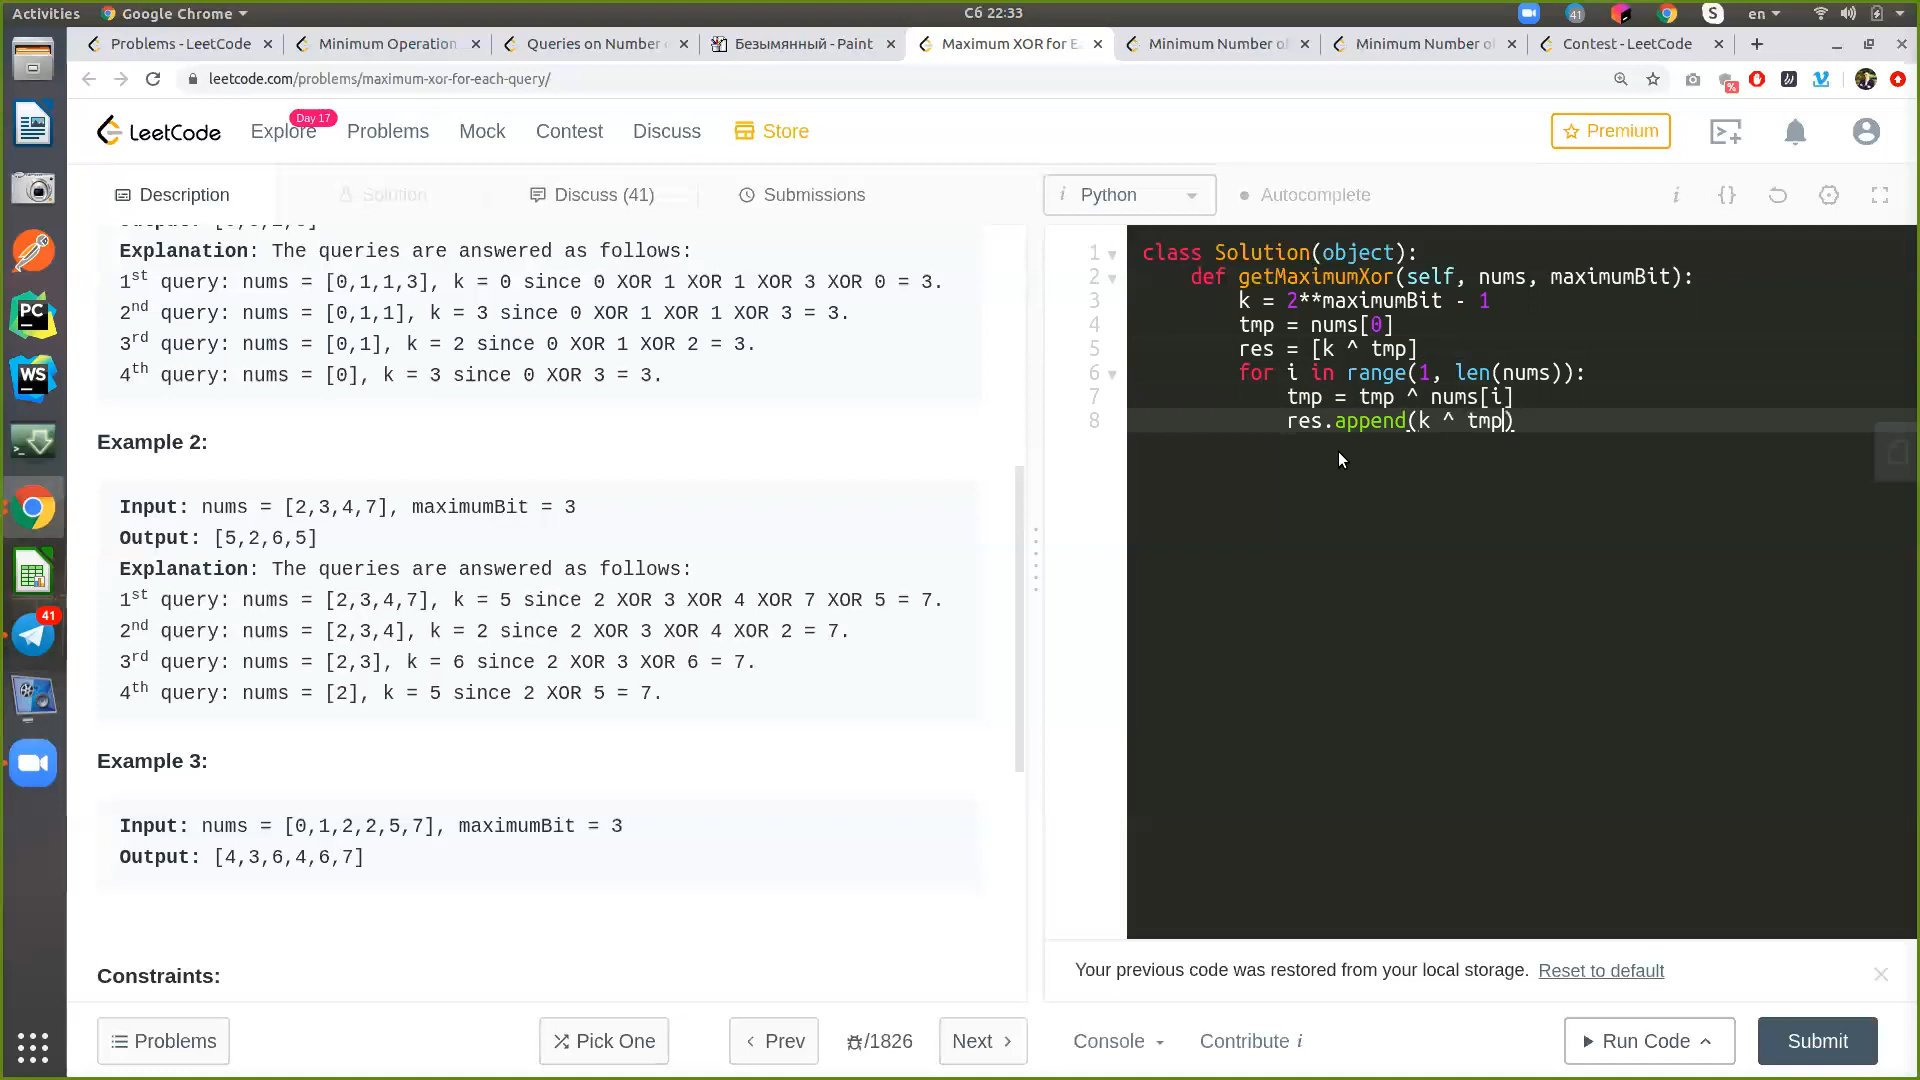 Activities
Google Chrome
Сб 22:33
41
S
en
Problems - LeetCode
Minimum Operation
Queries on Number
Безымянный - Paint
Maximum XOR for E
Minimum Number of
Minimum Number of
Contest - LeetCode
leetcode.com/problems/maximum-xor-for-each-query/
LeetCode
Explore
Day 17
Problems
Mock
Contest
Discuss
Store
Premium
Description
Solution
Discuss (41)
Submissions
i Python
Autocomplete
Explanation: The queries are answered as follows:
1st query: nums = [0,1,1,3], k = 0 since 0 XOR 1 XOR 1 XOR 3 XOR 0 = 3.
2nd query: nums = [0,1,1], k = 3 since 0 XOR 1 XOR 1 XOR 3 = 3.
3rd query: nums = [0,1], k = 2 since 0 XOR 1 XOR 2 = 3.
4th query: nums = [0], k = 3 since 0 XOR 3 = 3.
Example 2:
Input: nums = [2,3,4,7], maximumBit = 3
Output: [5,2,6,5]
Explanation: The queries are answered as follows:
1st query: nums = [2,3,4,7], k = 5 since 2 XOR 3 XOR 4 XOR 7 XOR 5 = 7.
2nd query: nums = [2,3,4], k = 2 since 2 XOR 3 XOR 4 XOR 2 = 7.
3rd query: nums = [2,3], k = 6 since 2 XOR 3 XOR 6 = 7.
4th query: nums = [2], k = 5 since 2 XOR 5 = 7.
Example 3:
Input: nums = [0,1,2,2,5,7], maximumBit = 3
Output: [4,3,6,4,6,7]
Constraints:
1 class Solution(object):
2 def getMaximumXor(self, nums, maximumBit):
3 k = 2**maximumBit - 1
4 tmp = nums[0]
5 res = [k ^ tmp]
6 for i in range(1, len(nums)):
7 tmp = tmp ^ nums[i]
8 res.append(k ^ tmp)
Your previous code was restored from your local storage. Reset to default
Problems
Pick One
Prev
/1826
Next
Console
Contribute i
Run Code
Submit
PC
WS
41